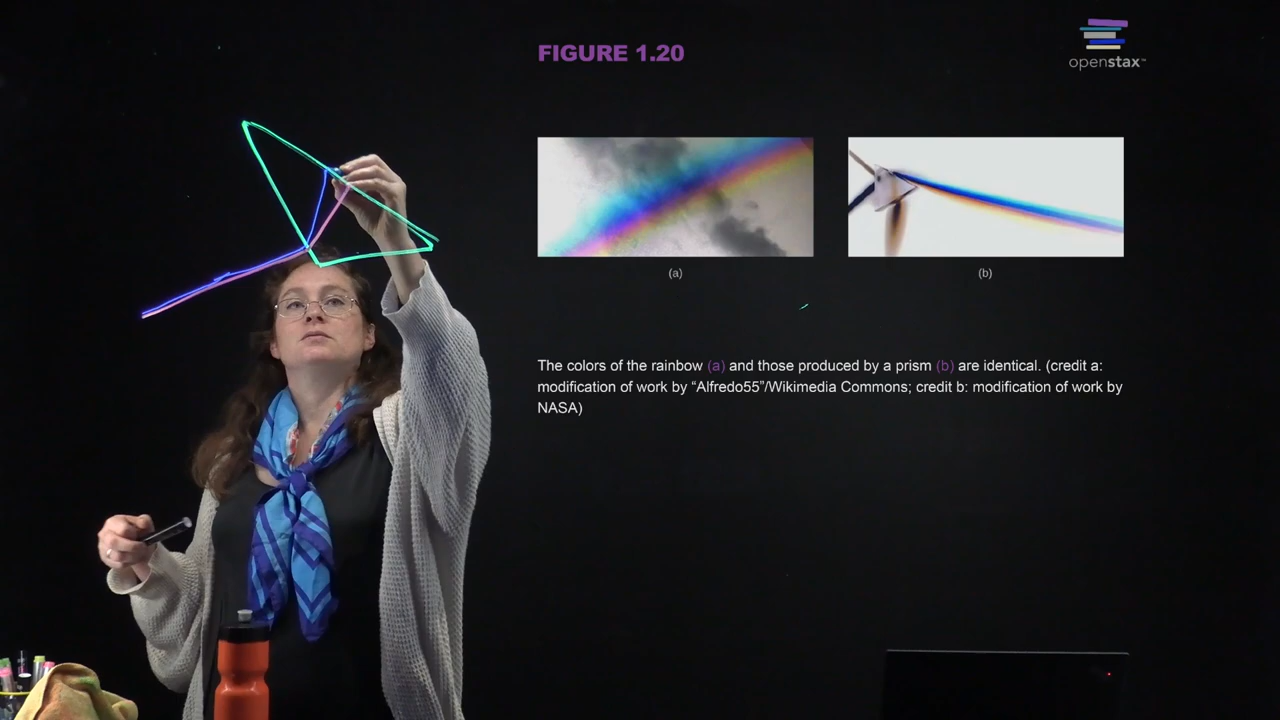 FIGURE 1.20
openstax™
(a)
(b)
The colors of the rainbow (a) and those produced by a prism (b) are identical. (credit a:
modification of work by “Alfredo55”/Wikimedia Commons; credit b: modification of work by
NASA)